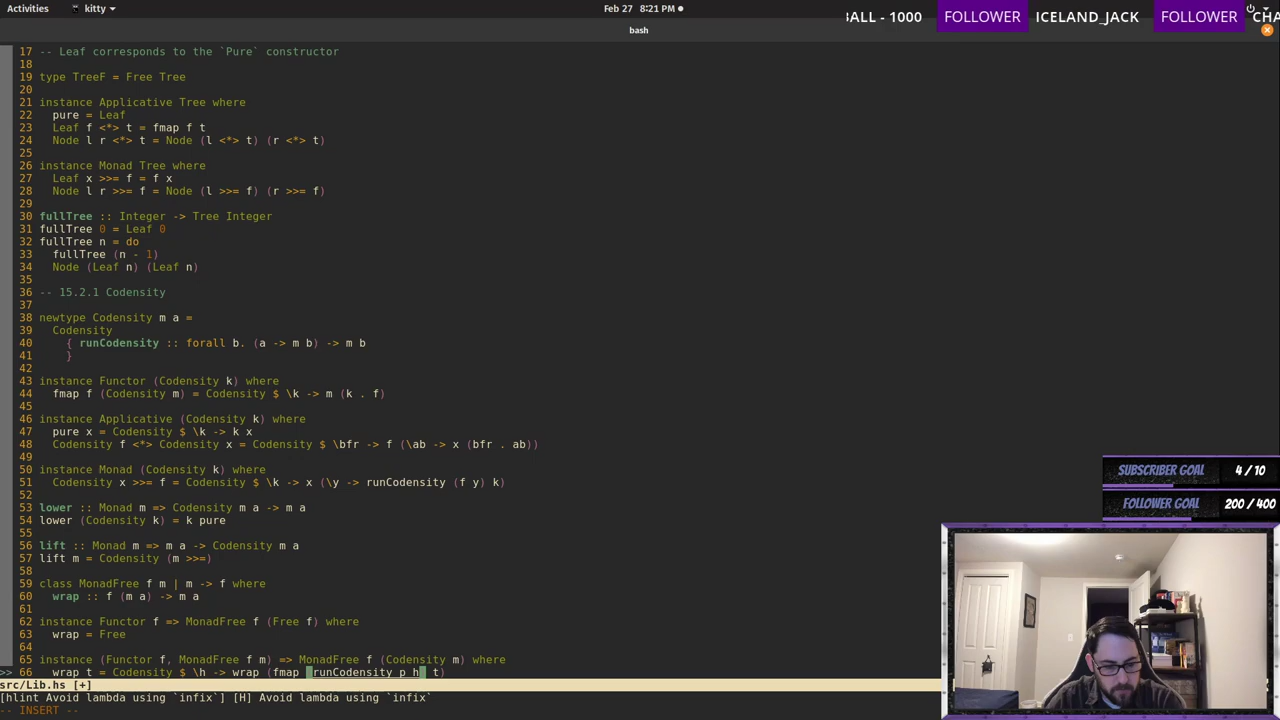 Activities kitty Feb 27 8:21 PM
BALL - 1000 FOLLOWER ICELAND_JACK FOLLOWER CHA
bash
17 -- Leaf corresponds to the `Pure` constructor
18
19 type TreeF = Free Tree
20
21 instance Applicative Tree where
22 pure = Leaf
23 Leaf f <*> t = fmap f t
24 Node l r <*> t = Node (l <*> t) (r <*> t)
25
26 instance Monad Tree where
27 Leaf x >>= f = f x
28 Node l r >>= f = Node (l >>= f) (r >>= f)
29
30 fullTree :: Integer -> Tree Integer
31 fullTree 0 = Leaf 0
32 fullTree n = do
33 fullTree (n - 1)
34 Node (Leaf n) (Leaf n)
35
36 -- 15.2.1 Codensity
37
38 newtype Codensity m a =
39 Codensity
40 { runCodensity :: forall b. (a -> m b) -> m b
41 }
42
43 instance Functor (Codensity k) where
44 fmap f (Codensity m) = Codensity $ \k -> m (k . f)
45
46 instance Applicative (Codensity k) where
47 pure x = Codensity $ \k -> k x
48 Codensity f <*> Codensity x = Codensity $ \bfr -> f (\ab -> x (bfr . ab))
49
50 instance Monad (Codensity k) where
51 Codensity x >>= f = Codensity $ \k -> x (\y -> runCodensity (f y) k)
52
53 lower :: Monad m => Codensity m a -> m a
54 lower (Codensity k) = k pure
55
56 lift :: Monad m => m a -> Codensity m a
57 lift m = Codensity (m >>=)
58
59 class MonadFree f m | m -> f where
60 wrap :: f (m a) -> m a
61
62 instance Functor f => MonadFree f (Free f) where
63 wrap = Free
64
65 instance (Functor f, MonadFree f m) => MonadFree f (Codensity m) where
>> 66 wrap t = Codensity $ \h -> wrap (fmap runCodensity p h t)
src/Lib.hs [+]
[hlint Avoid lambda using `infix`] [H] Avoid lambda using `infix`
-- INSERT --
SUBSCRIBER GOAL 4 / 10
FOLLOWER GOAL 200 / 400